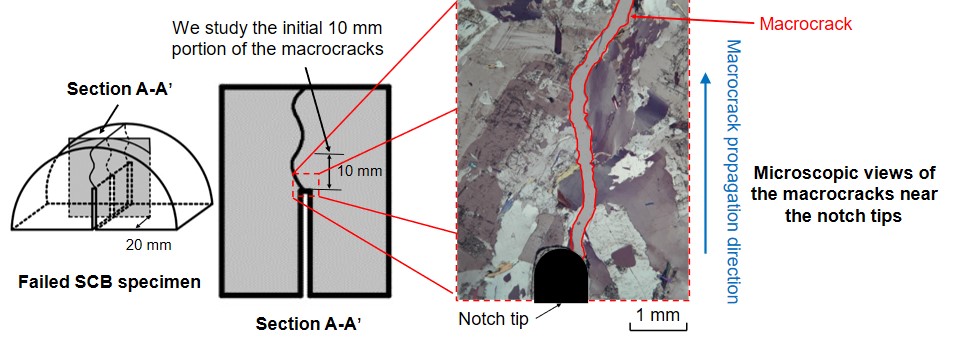 We study the initial 10 mm
portion of the macrocracks
Section A-A’
20 mm
Failed SCB specimen
10 mm
Section A-A’
Macrocrack
Macrocrack propagation direction
Notch tip
1 mm
Microscopic views of
the macrocracks near
the notch tips